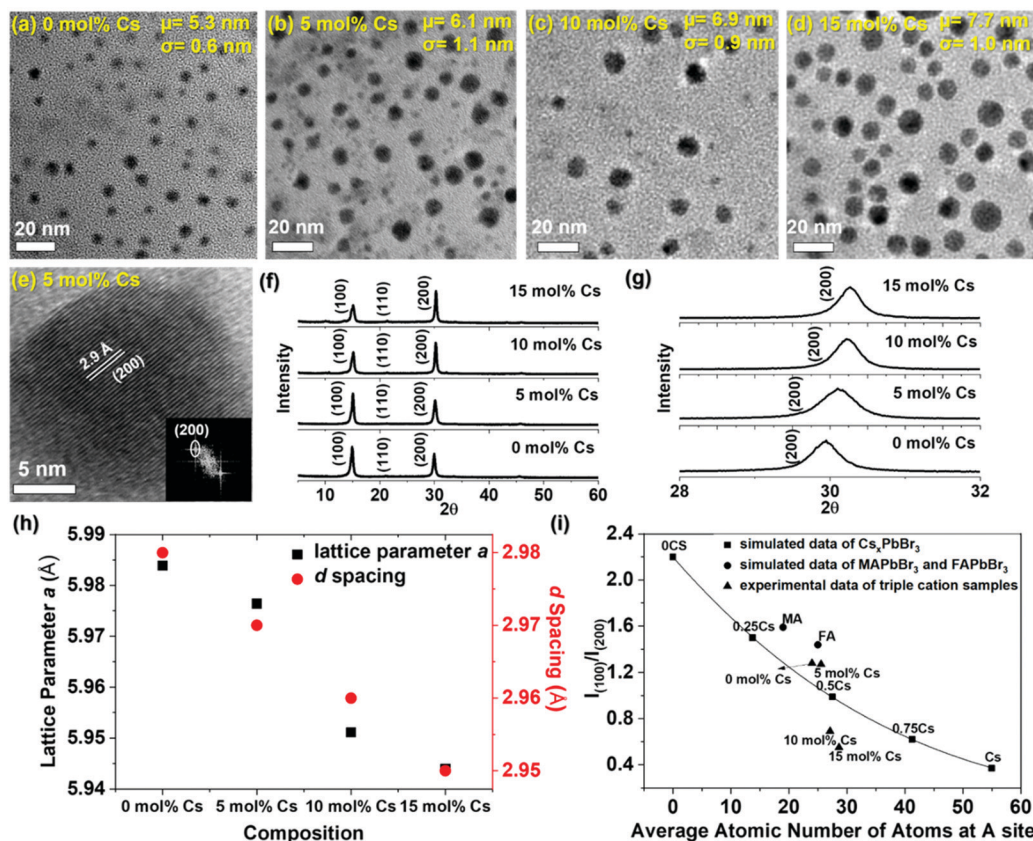 (a) 0 mol% Cs μ= 5.3 nm
σ= 0.6 nm
20 nm
(b) 5 mol% Cs μ= 6.1 nm
σ= 1.1 nm
20 nm
(c) 10 mol% Cs μ= 6.9 nm
σ= 0.9 nm
20 nm
(d) 15 mol% Cs μ= 7.7 nm
σ= 1.0 nm
20 nm
(e) 5 mol% Cs
2.9 Å
(200)
(200)
5 nm
(f)
Intensity
(100) (110) (200) 15 mol% Cs
(100) (110) (200) 10 mol% Cs
(100) (110) (200) 5 mol% Cs
(100) (110) (200) 0 mol% Cs
10 20 30 40 50 60
2θ
(g)
Intensity
(200) 15 mol% Cs
(200) 10 mol% Cs
(200) 5 mol% Cs
(200) 0 mol% Cs
28 30 32
2θ
(h)
Lattice Parameter a (Å)
5.99
5.98
5.97
5.96
5.95
5.94
lattice parameter a
d spacing
2.98
2.97
2.96
2.95
d Spacing (Å)
0 mol% Cs 5 mol% Cs 10 mol% Cs 15 mol% Cs
Composition
(i)
I(100)/I(200)
2.4
2.0
1.6
1.2
0.8
0.4
simulated data of CsxPbBr3
simulated data of MAPbBr3 and FAPbBr3
experimental data of triple cation samples
0CS
0.25Cs
MA
FA
0 mol% Cs
5 mol% Cs
0.5Cs
10 mol% Cs
15 mol% Cs
0.75Cs
Cs
0 10 20 30 40 50 60
Average Atomic Number of Atoms at A site